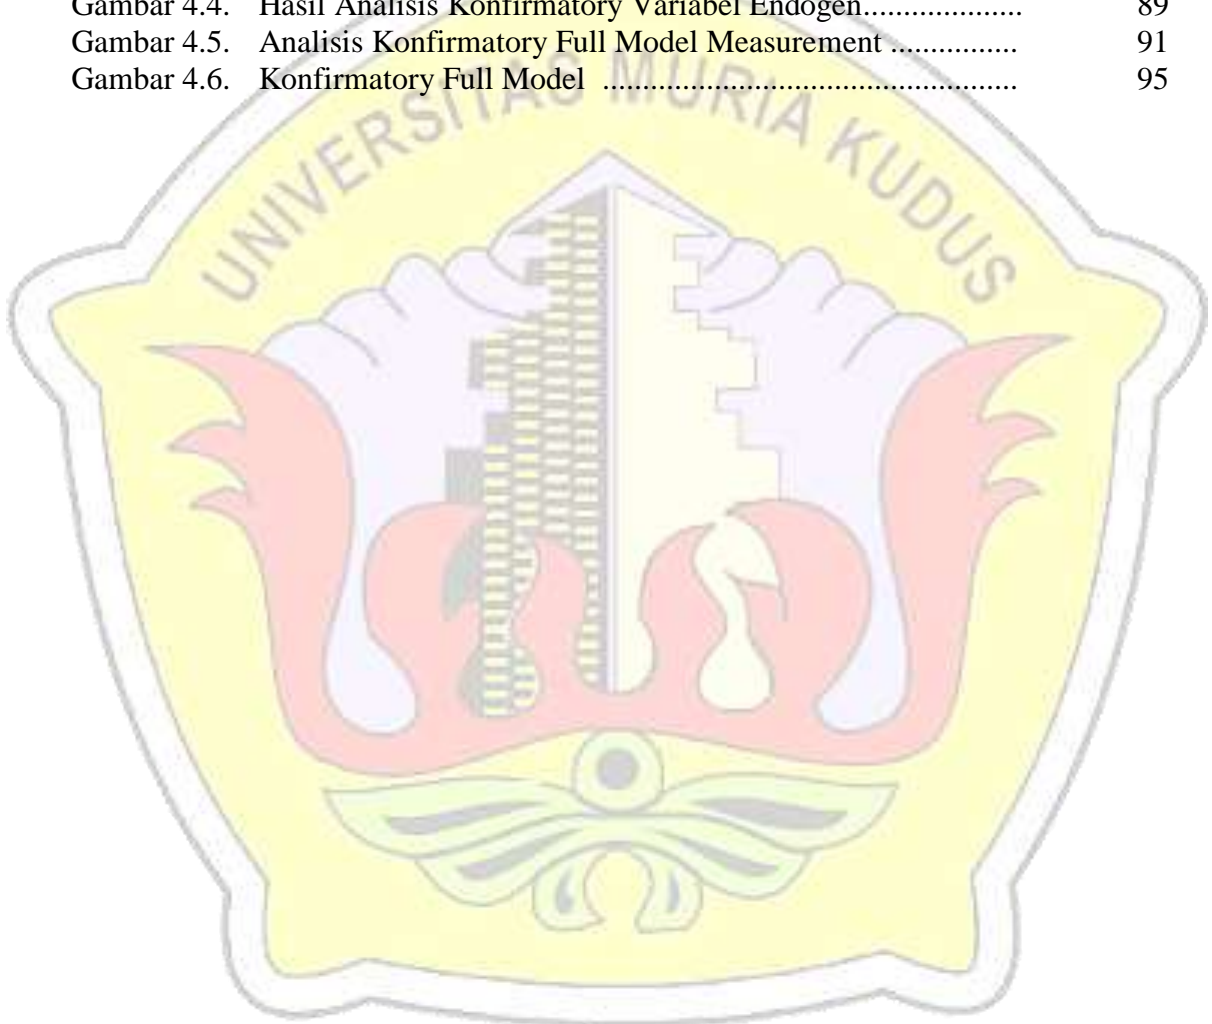 Gambar 4.4. Hasil Analisis Konfirmatory Variabel Endogen.................... 89
Gambar 4.5. Analisis Konfirmatory Full Model Measurement ................ 91
Gambar 4.6. Konfirmatory Full Model .................................................... 95
UNIVERSITAS MURIA KUDUS